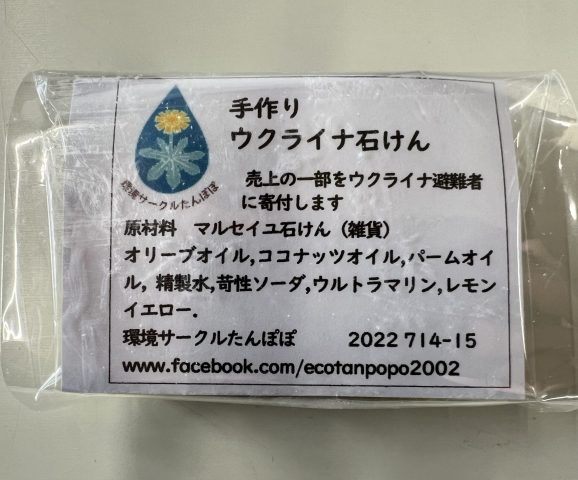 手作り
ウクライナ石けん
環境サークルたんぽぽ
売上の一部をウクライナ避難者
に寄付します
原材料　マルセイユ石けん（雑貨）
オリーブオイル,ココナッツオイル,パームオイ
ル, 精製水,苛性ソーダ,ウルトラマリン,レモン
イエロー.
環境サークルたんぽぽ　2022 714-15
www.facebook.com/ecotanpopo2002